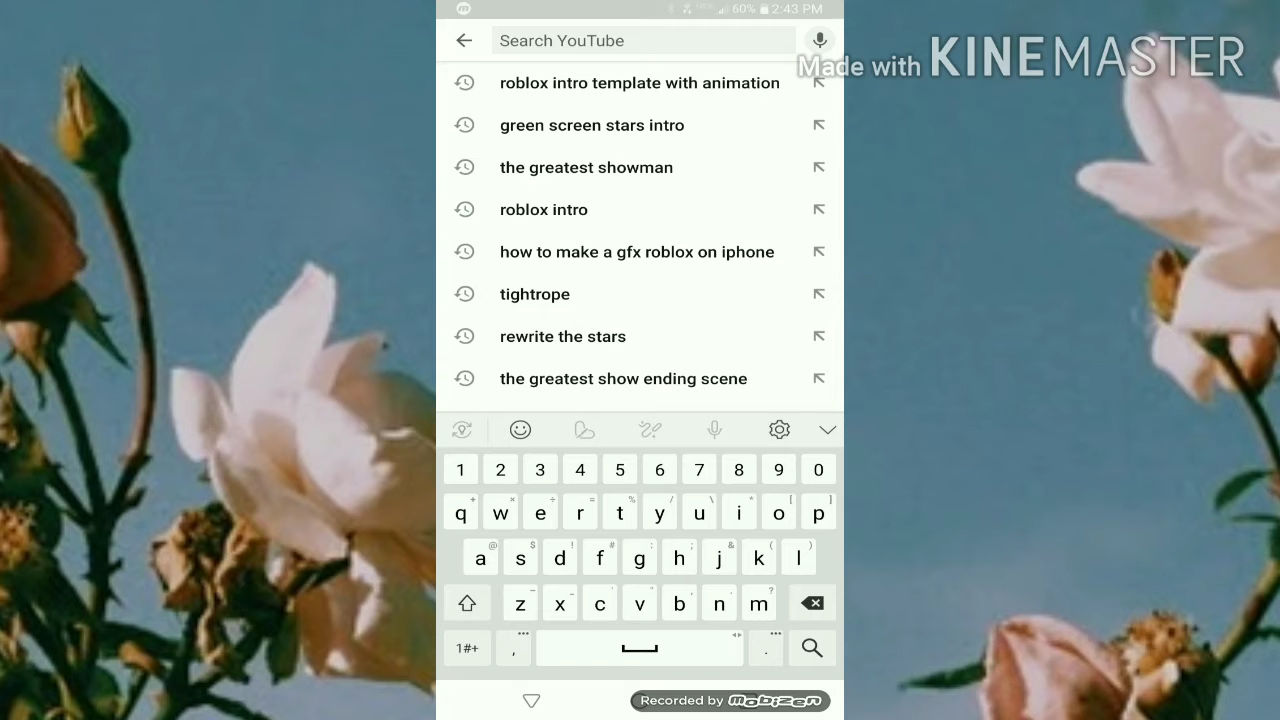 60% 2:43 PM
Search YouTube
Made with KINEMASTER
roblox intro template with animation
green screen stars intro
the greatest showman
roblox intro
how to make a gfx roblox on iphone
tightrope
rewrite the stars
the greatest show ending scene
1 2 3 4 5 6 7 8 9 0
q w e r t y u i o p
a s d f g h j k l
z x c v b n m
1#+ , .
Recorded by mobizen